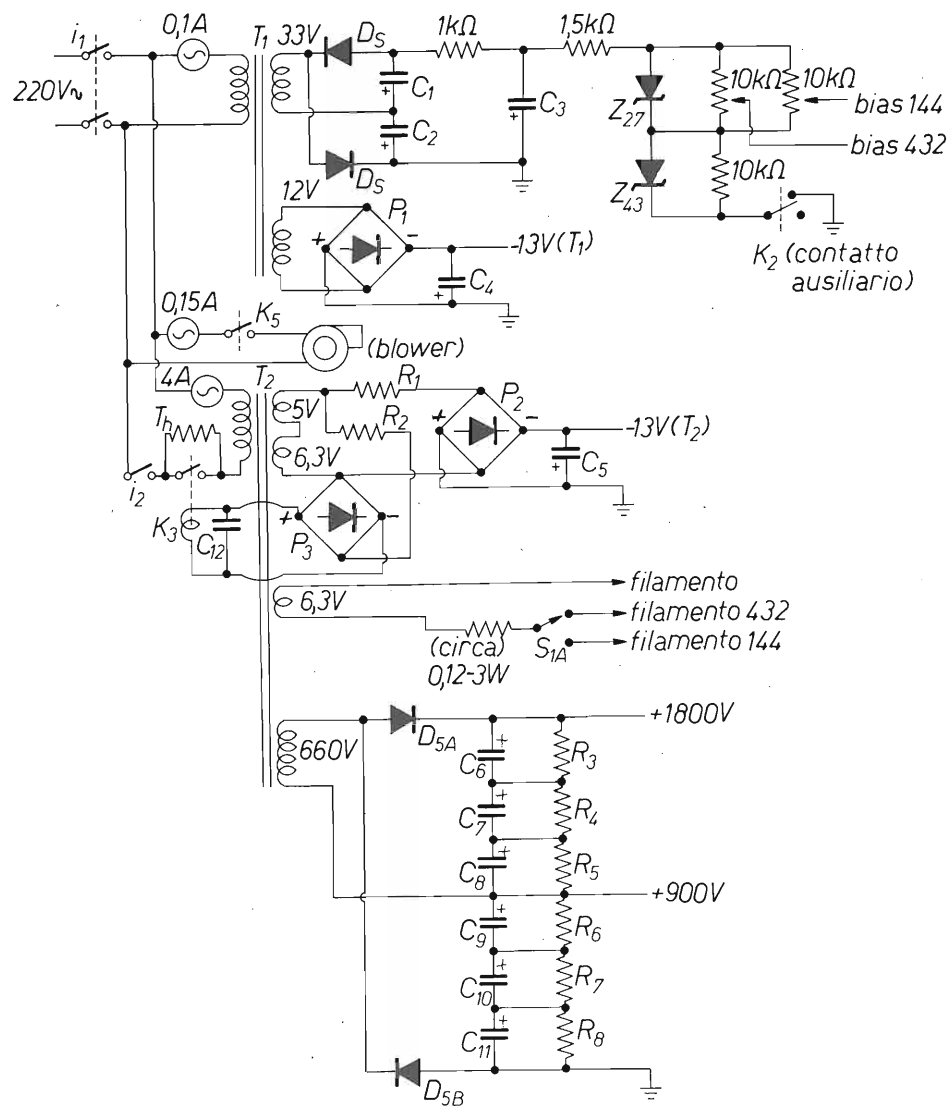 i1
0,1A
T1
33V
DS
1kΩ
1,5kΩ
220V~
C1
C2
C3
Z27
10kΩ
10kΩ
bias 144
bias 432
DS
Z43
10kΩ
12V
P1
+
-
-13V(T1)
C4
K2 (contatto
ausiliario)
0,15A
K5
(blower)
4A
T2
5V
R1
R2
P2
+
-
-13V(T2)
Th
6,3V
C5
i2
K3
C12
+
-
P3
6,3V
filamento
filamento 432
filamento 144
(circa)
0,12-3W
S1A
660V
D5A
+1800V
C6
R3
C7
R4
C8
R5
+900V
C9
R6
C10
R7
C11
R8
D5B